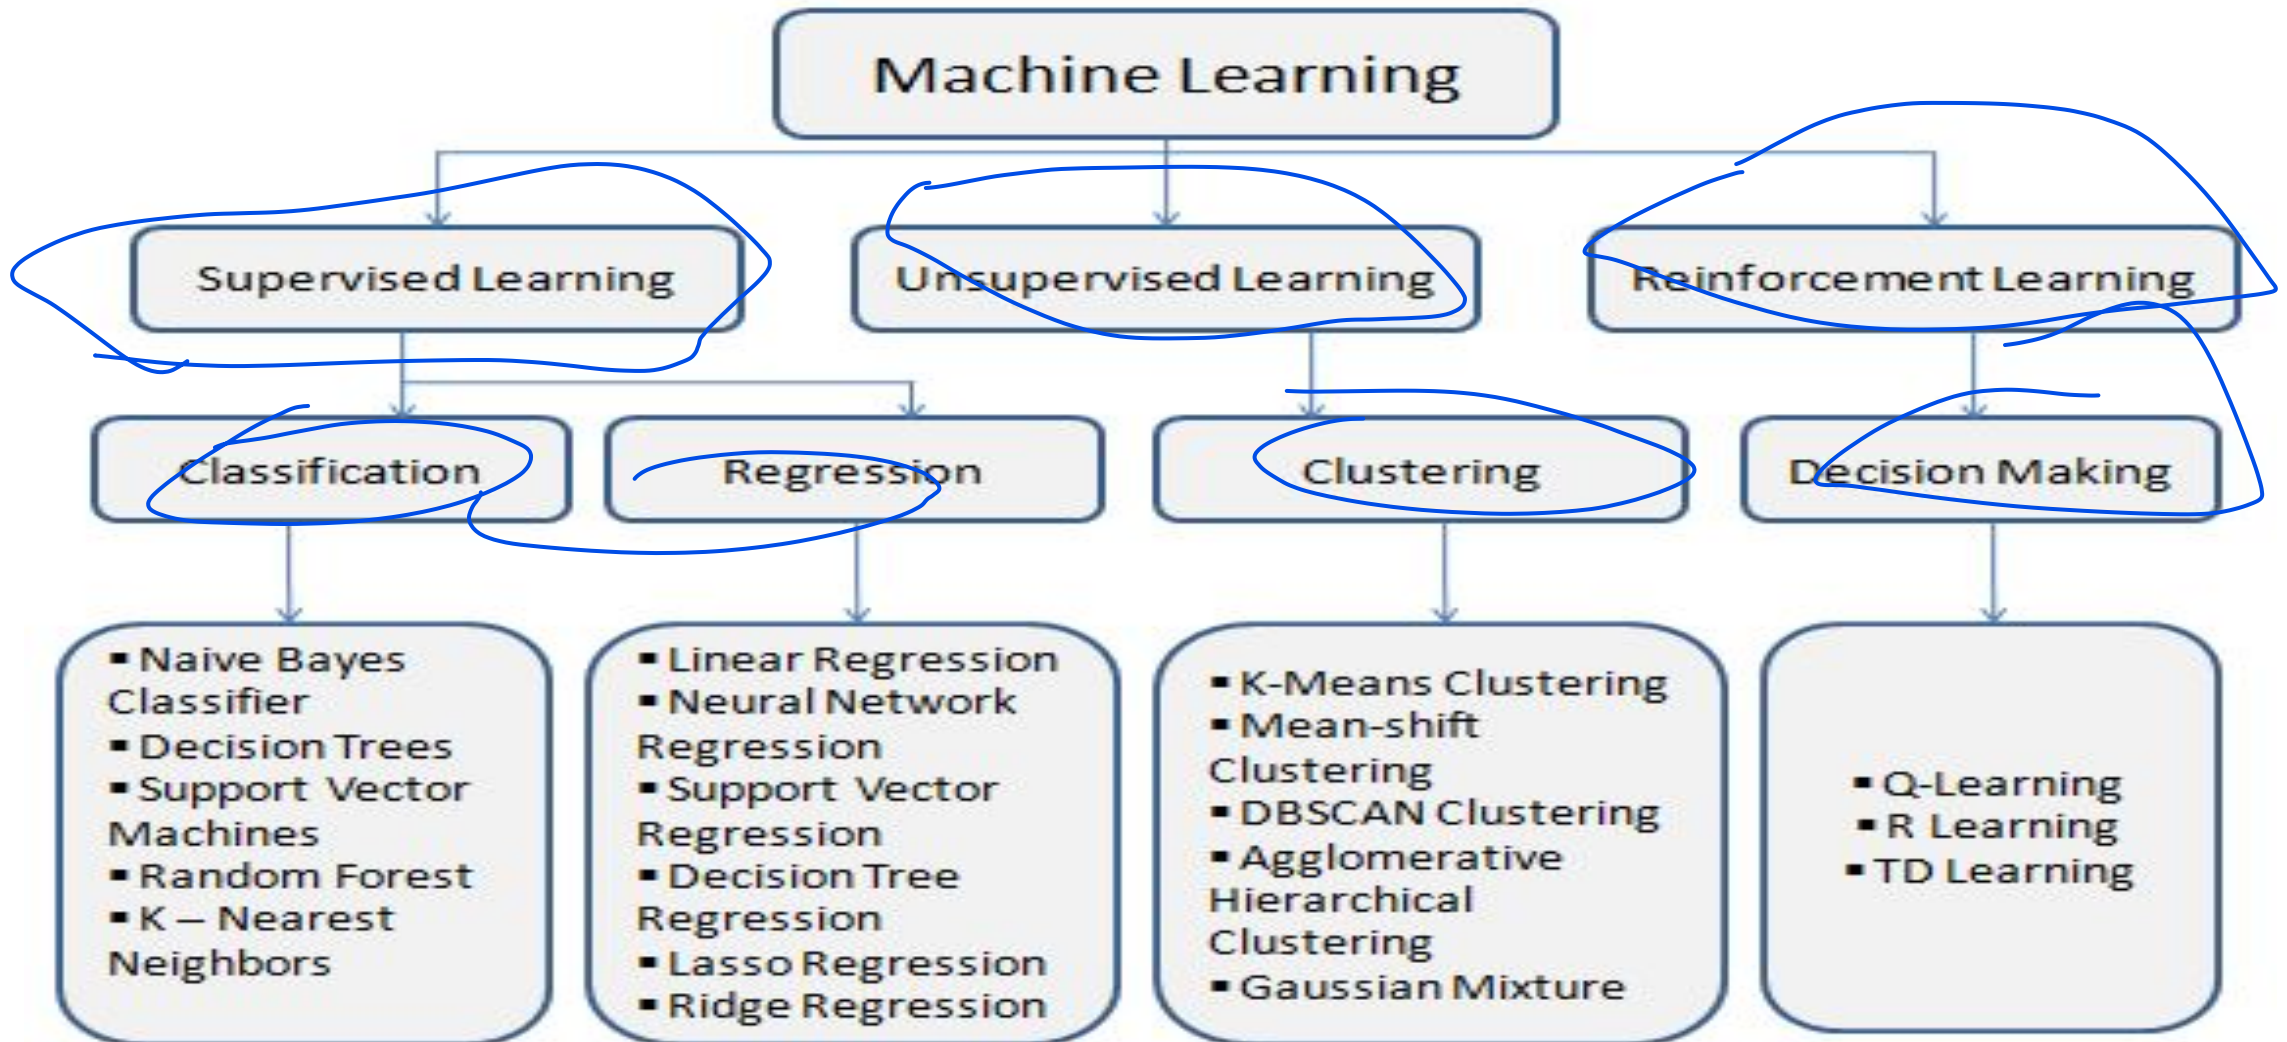 Machine Learning
Supervised Learning
Unsupervised Learning
Reinforcement Learning
Classification
Regression
Clustering
Decision Making
▪ Naive Bayes
Classifier
▪ Decision Trees
▪ Support Vector
Machines
▪ Random Forest
▪ K – Nearest
Neighbors
▪ Linear Regression
▪ Neural Network
Regression
▪ Support Vector
Regression
▪ Decision Tree
Regression
▪ Lasso Regression
▪ Ridge Regression
▪ K-Means Clustering
▪ Mean-shift
Clustering
▪ DBSCAN Clustering
▪ Agglomerative
Hierarchical
Clustering
▪ Gaussian Mixture
▪ Q-Learning
▪ R Learning
▪ TD Learning